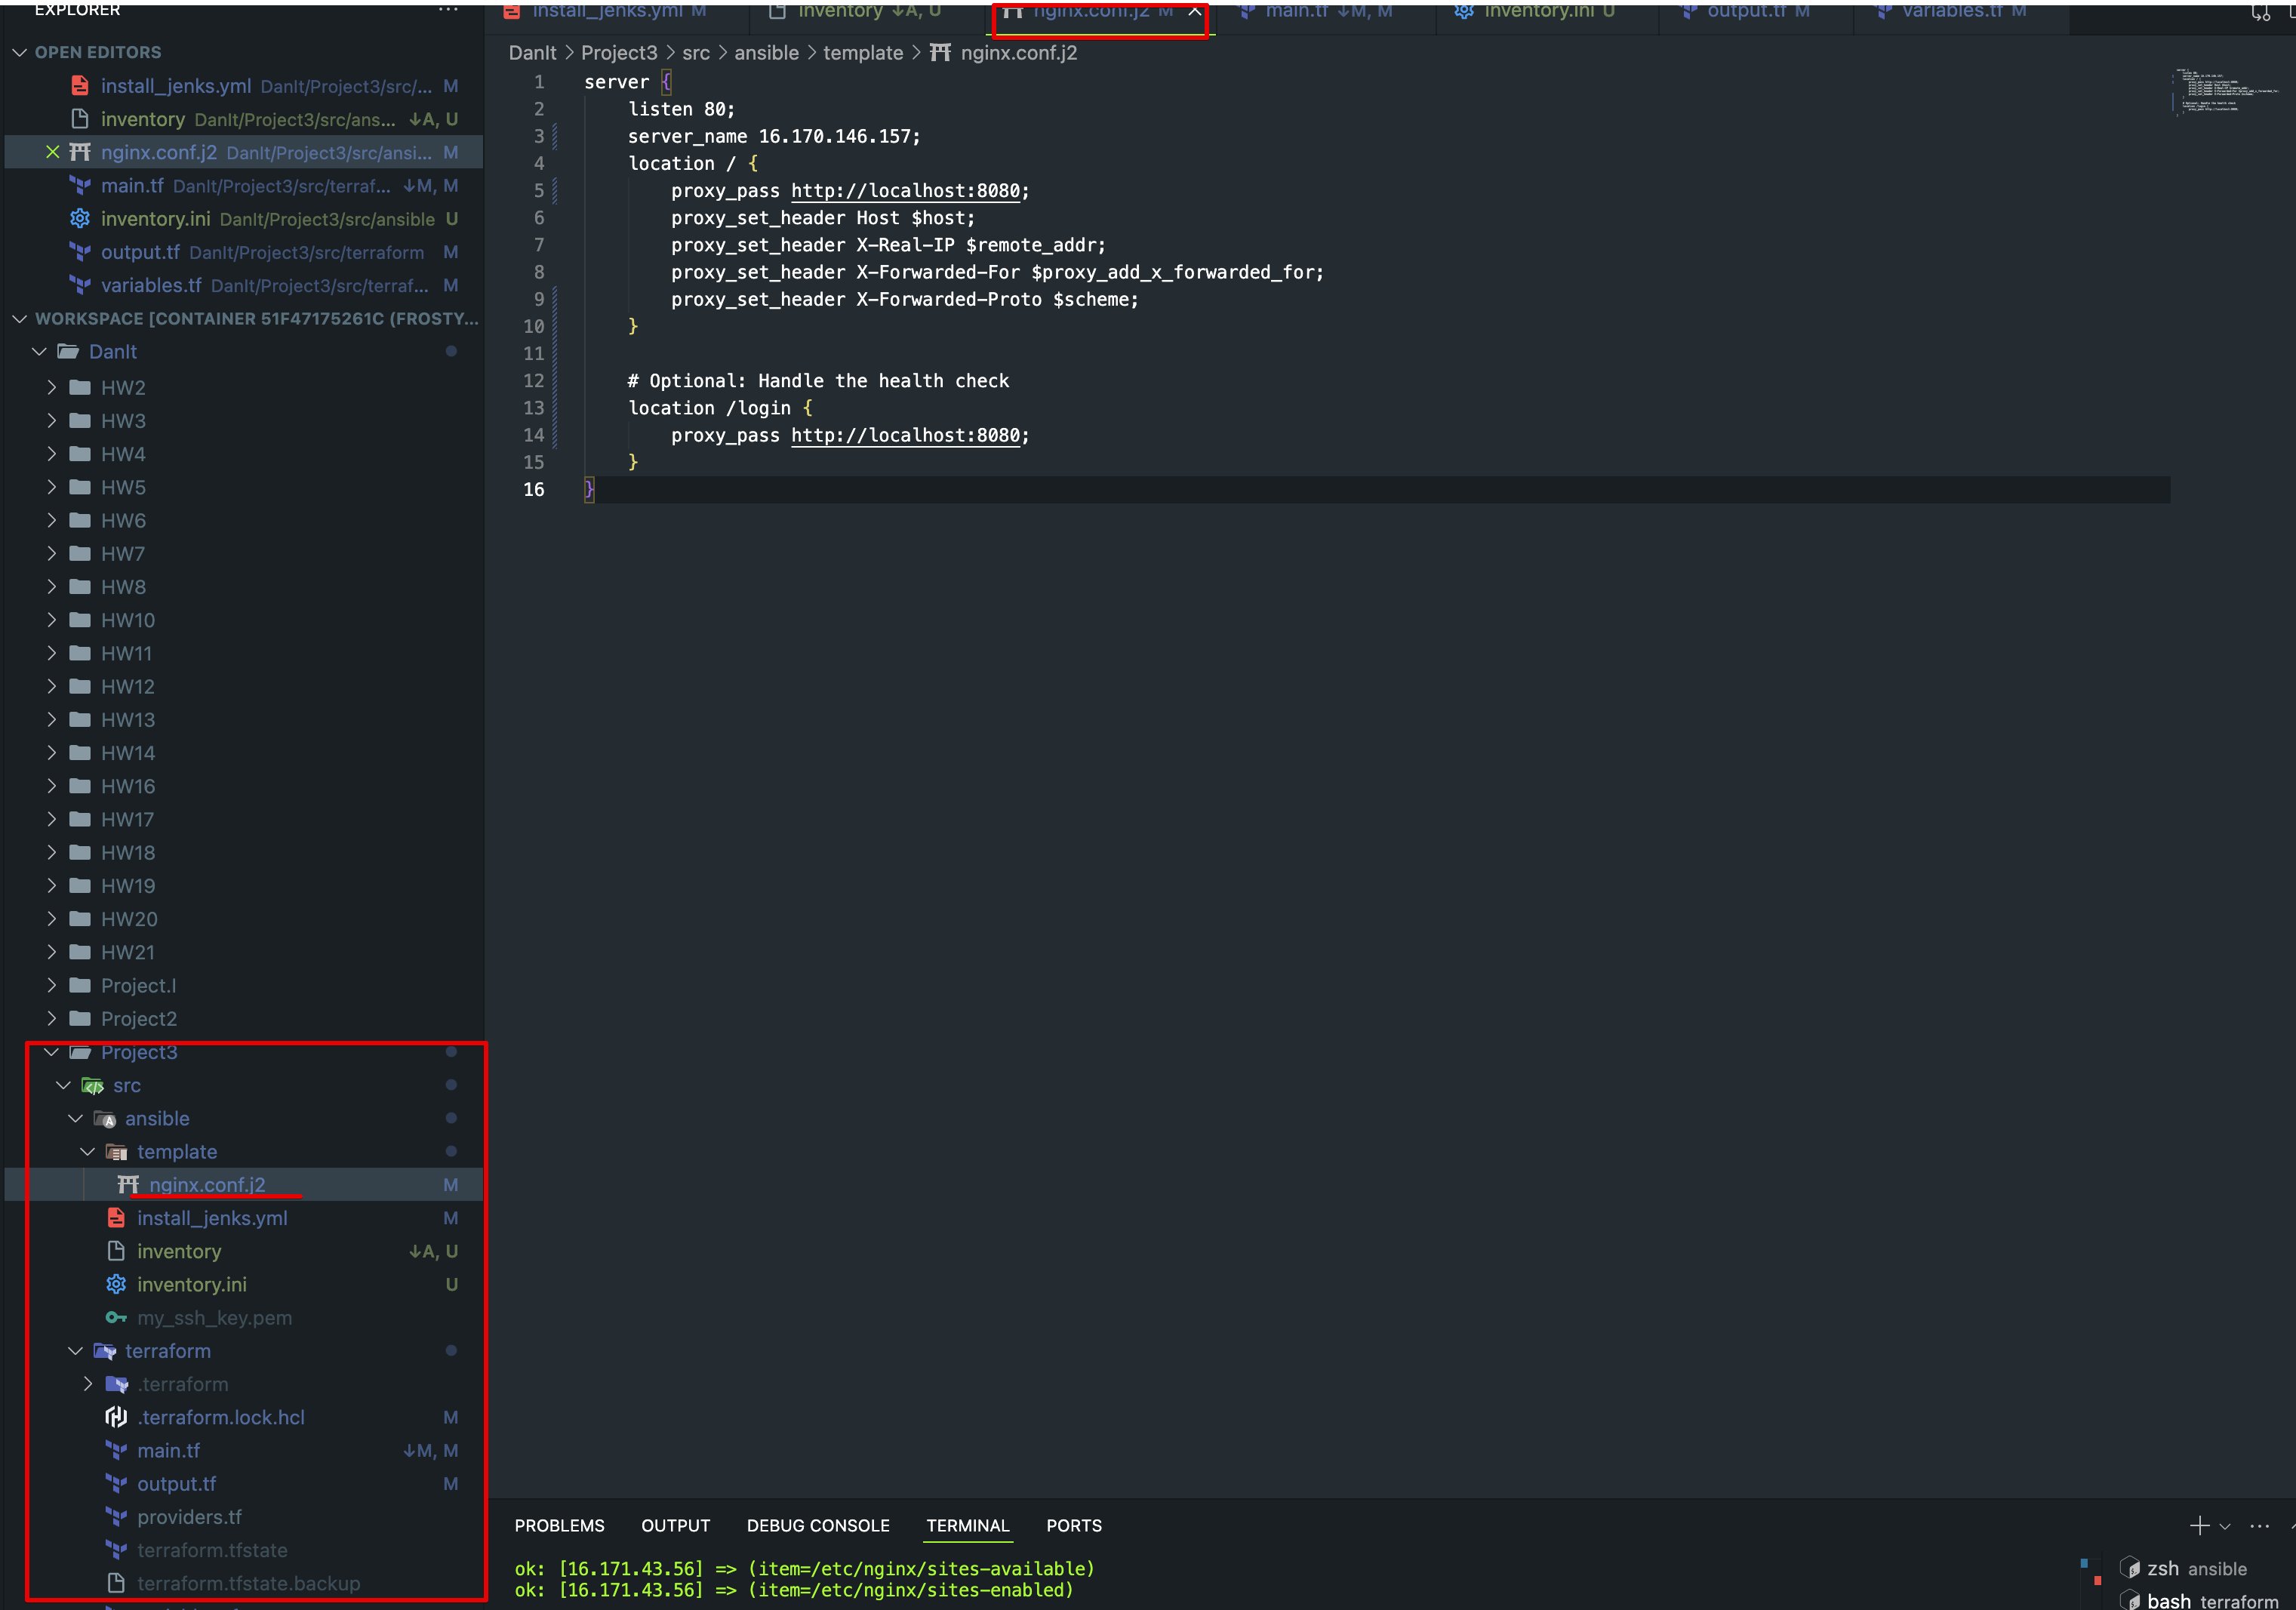 EXPLORER
OPEN EDITORS
install_jenks.yml DanIt/Project3/src/... M
inventory DanIt/Project3/src/ans... ↓A, U
nginx.conf.j2 DanIt/Project3/src/ansi... M
main.tf DanIt/Project3/src/terraf... ↓M, M
inventory.ini DanIt/Project3/src/ansible U
output.tf DanIt/Project3/src/terraform M
variables.tf DanIt/Project3/src/terraf... M
WORKSPACE [CONTAINER 51F47175261C (FROSTY...
DanIt
HW2
HW3
HW4
HW5
HW6
HW7
HW8
HW10
HW11
HW12
HW13
HW14
HW16
HW17
HW18
HW19
HW20
HW21
Project.I
Project2
Project3
src
ansible
template
nginx.conf.j2 M
install_jenks.yml M
inventory ↓A, U
inventory.ini U
my_ssh_key.pem
terraform
.terraform
.terraform.lock.hcl M
main.tf ↓M, M
output.tf M
providers.tf
terraform.tfstate
terraform.tfstate.backup
install_jenks.yml M inventory ↓A, U nginx.conf.j2 M main.tf ↓M, M inventory.ini U output.tf M variables.tf M
DanIt > Project3 > src > ansible > template > nginx.conf.j2
1 server {
2 listen 80;
3 server_name 16.170.146.157;
4 location / {
5 proxy_pass http://localhost:8080;
6 proxy_set_header Host $host;
7 proxy_set_header X-Real-IP $remote_addr;
8 proxy_set_header X-Forwarded-For $proxy_add_x_forwarded_for;
9 proxy_set_header X-Forwarded-Proto $scheme;
10 }
11
12 # Optional: Handle the health check
13 location /login {
14 proxy_pass http://localhost:8080;
15 }
16 }
PROBLEMS OUTPUT DEBUG CONSOLE TERMINAL PORTS
ok: [16.171.43.56] => (item=/etc/nginx/sites-available)
ok: [16.171.43.56] => (item=/etc/nginx/sites-enabled)
zsh ansible
bash terraform